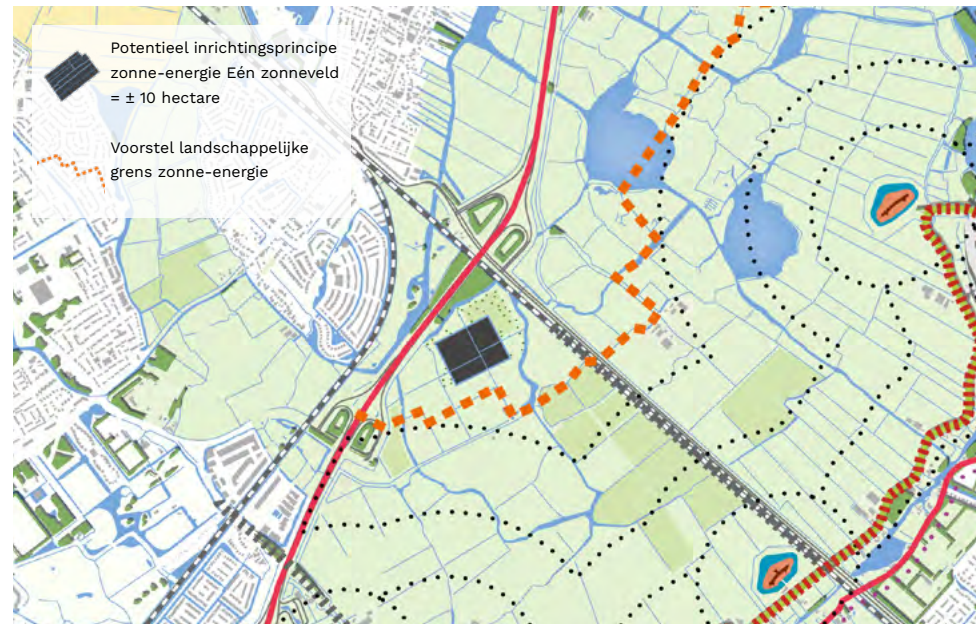 Potentieel inrichtingsprincipe
zonne-energie Eén zonneveld
= ± 10 hectare
Voorstel landschappelijke
grens zonne-energie